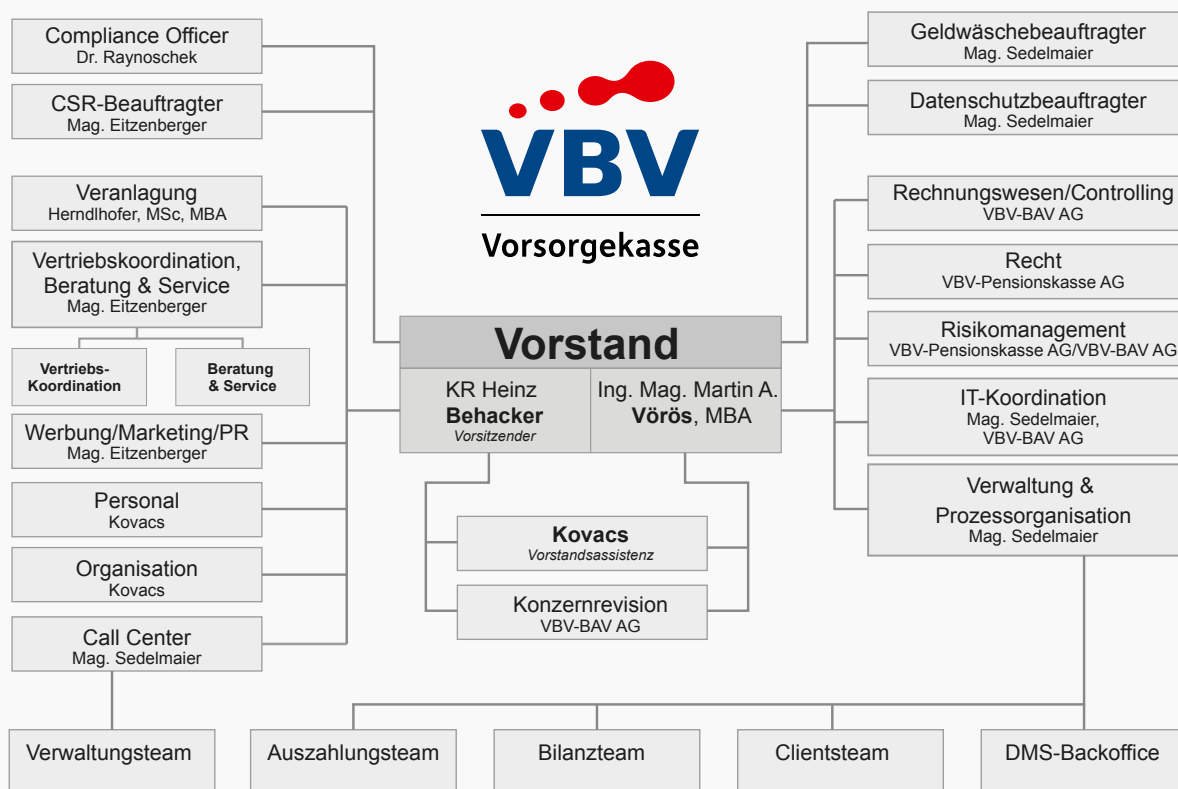 Compliance Officer
Dr. Raynoschek
CSR-Beauftragter
Mag. Eitzenberger
VBV
Vorsorgekasse
Geldwäschebeauftragter
Mag. Sedelmaier
Datenschutzbeauftragter
Mag. Sedelmaier
Veranlagung
Herndlhofer, MSc, MBA
Vertriebskoordination,
Beratung & Service
Mag. Eitzenberger
Vertriebs-
Koordination
Beratung
& Service
Werbung/Marketing/PR
Mag. Eitzenberger
Personal
Kovacs
Organisation
Kovacs
Call Center
Mag. Sedelmaier
Vorstand
KR Heinz
Behacker
Vorsitzender
Ing. Mag. Martin A.
Vörös, MBA
Kovacs
Vorstandsassistenz
Konzernrevision
VBV-BAV AG
Rechnungswesen/Controlling
VBV-BAV AG
Recht
VBV-Pensionskasse AG
Risikomanagement
VBV-Pensionskasse AG/VBV-BAV AG
IT-Koordination
Mag. Sedelmaier,
VBV-BAV AG
Verwaltung &
Prozessorganisation
Mag. Sedelmaier
Verwaltungsteam
Auszahlungsteam
Bilanzteam
Clientsteam
DMS-Backoffice